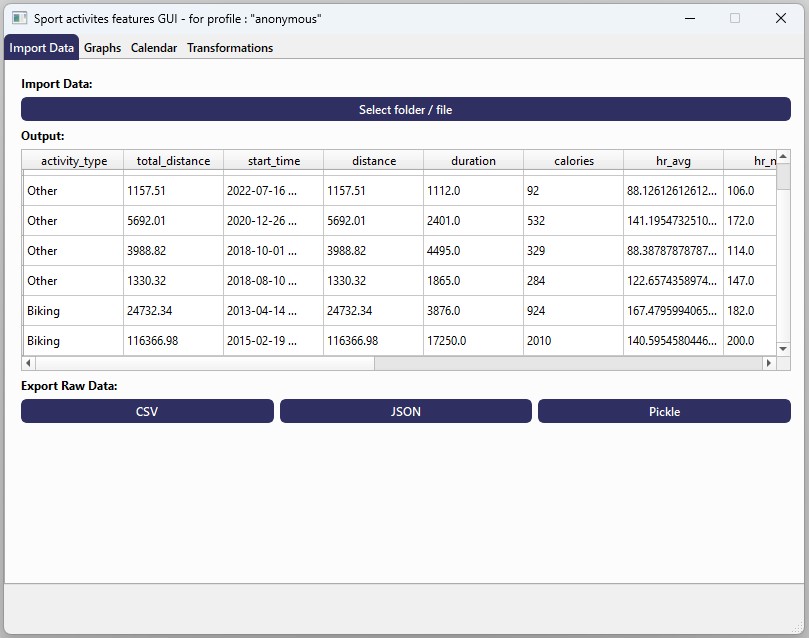 Sport activites features GUI - for profile : "anonymous"
Import Data Graphs Calendar Transformations
Import Data:
Select folder / file
Output:
activity_type total_distance start_time distance duration calories hr_avg
Other 1157.51 2022-07-16 ... 1157.51 1112.0 92 88.12612612612... 106.0
Other 5692.01 2020-12-26 ... 5692.01 2401.0 532 141.1954732510... 172.0
Other 3988.82 2018-10-01 ... 3988.82 4495.0 329 88.38787878787... 114.0
Other 1330.32 2018-08-10 ... 1330.32 1865.0 284 122.6574358974... 147.0
Biking 24732.34 2013-04-14 ... 24732.34 3876.0 924 167.4795994065... 182.0
Biking 116366.98 2015-02-19 ... 116366.98 17250.0 2010 140.5954580446... 200.0
Export Raw Data:
CSV JSON Pickle